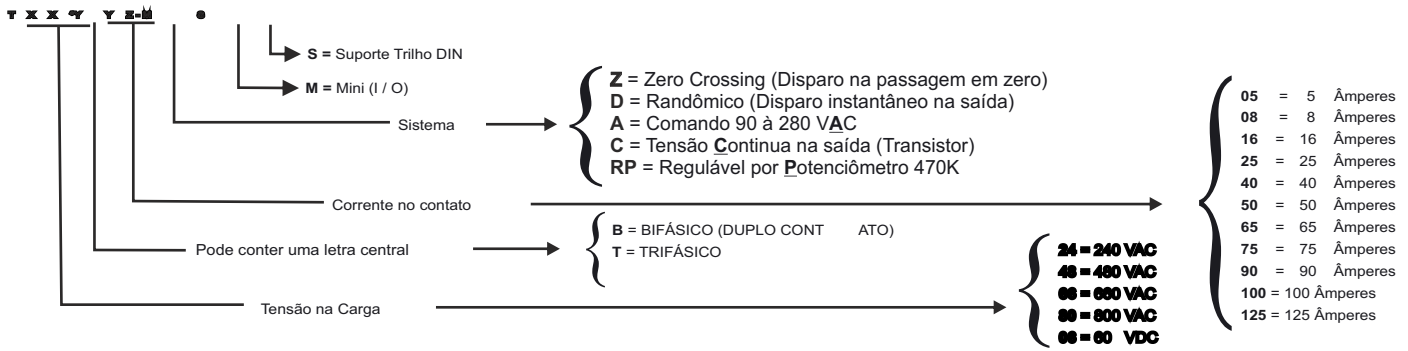 S = Suporte Trilho DIN
M = Mini (I / O)
Sistema
Z = Zero Crossing (Disparo na passagem em zero)
D = Randômico (Disparo instantâneo na saída)
A = Comando 90 à 280 VAC
C = Tensão Continua na saída (Transistor)
RP = Regulável por Potenciômetro 470K
Corrente no contato
05 = 5 Âmperes
08 = 8 Âmperes
16 = 16 Âmperes
25 = 25 Âmperes
40 = 40 Âmperes
50 = 50 Âmperes
65 = 65 Âmperes
75 = 75 Âmperes
90 = 90 Âmperes
100 = 100 Âmperes
125 = 125 Âmperes
Pode conter uma letra central
B = BIFÁSICO (DUPLO CONT ATO)
T = TRIFÁSICO
Tensão na Carga
24 = 240 VAC
48 = 480 VAC
66 = 660 VAC
80 = 800 VAC
= 60 VDC